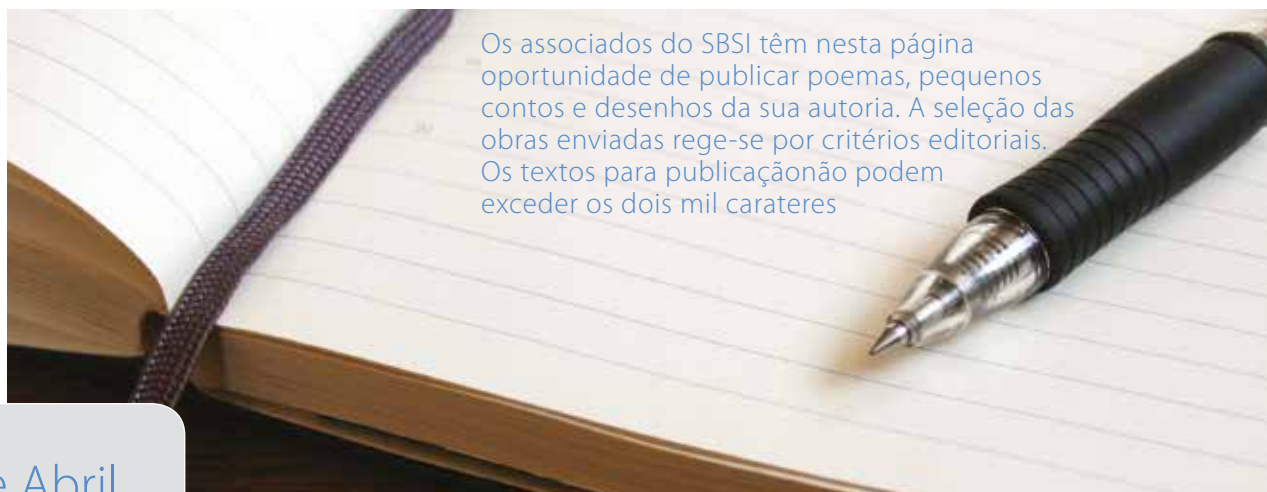 Os associados do SBSI têm nesta página
oportunidade de publicar poemas, pequenos
contos e desenhos da sua autoria. A seleção das
obras enviadas rege-se por critérios editoriais.
Os textos para publicaçãonão podem
exceder os dois mil carateres
e Abril